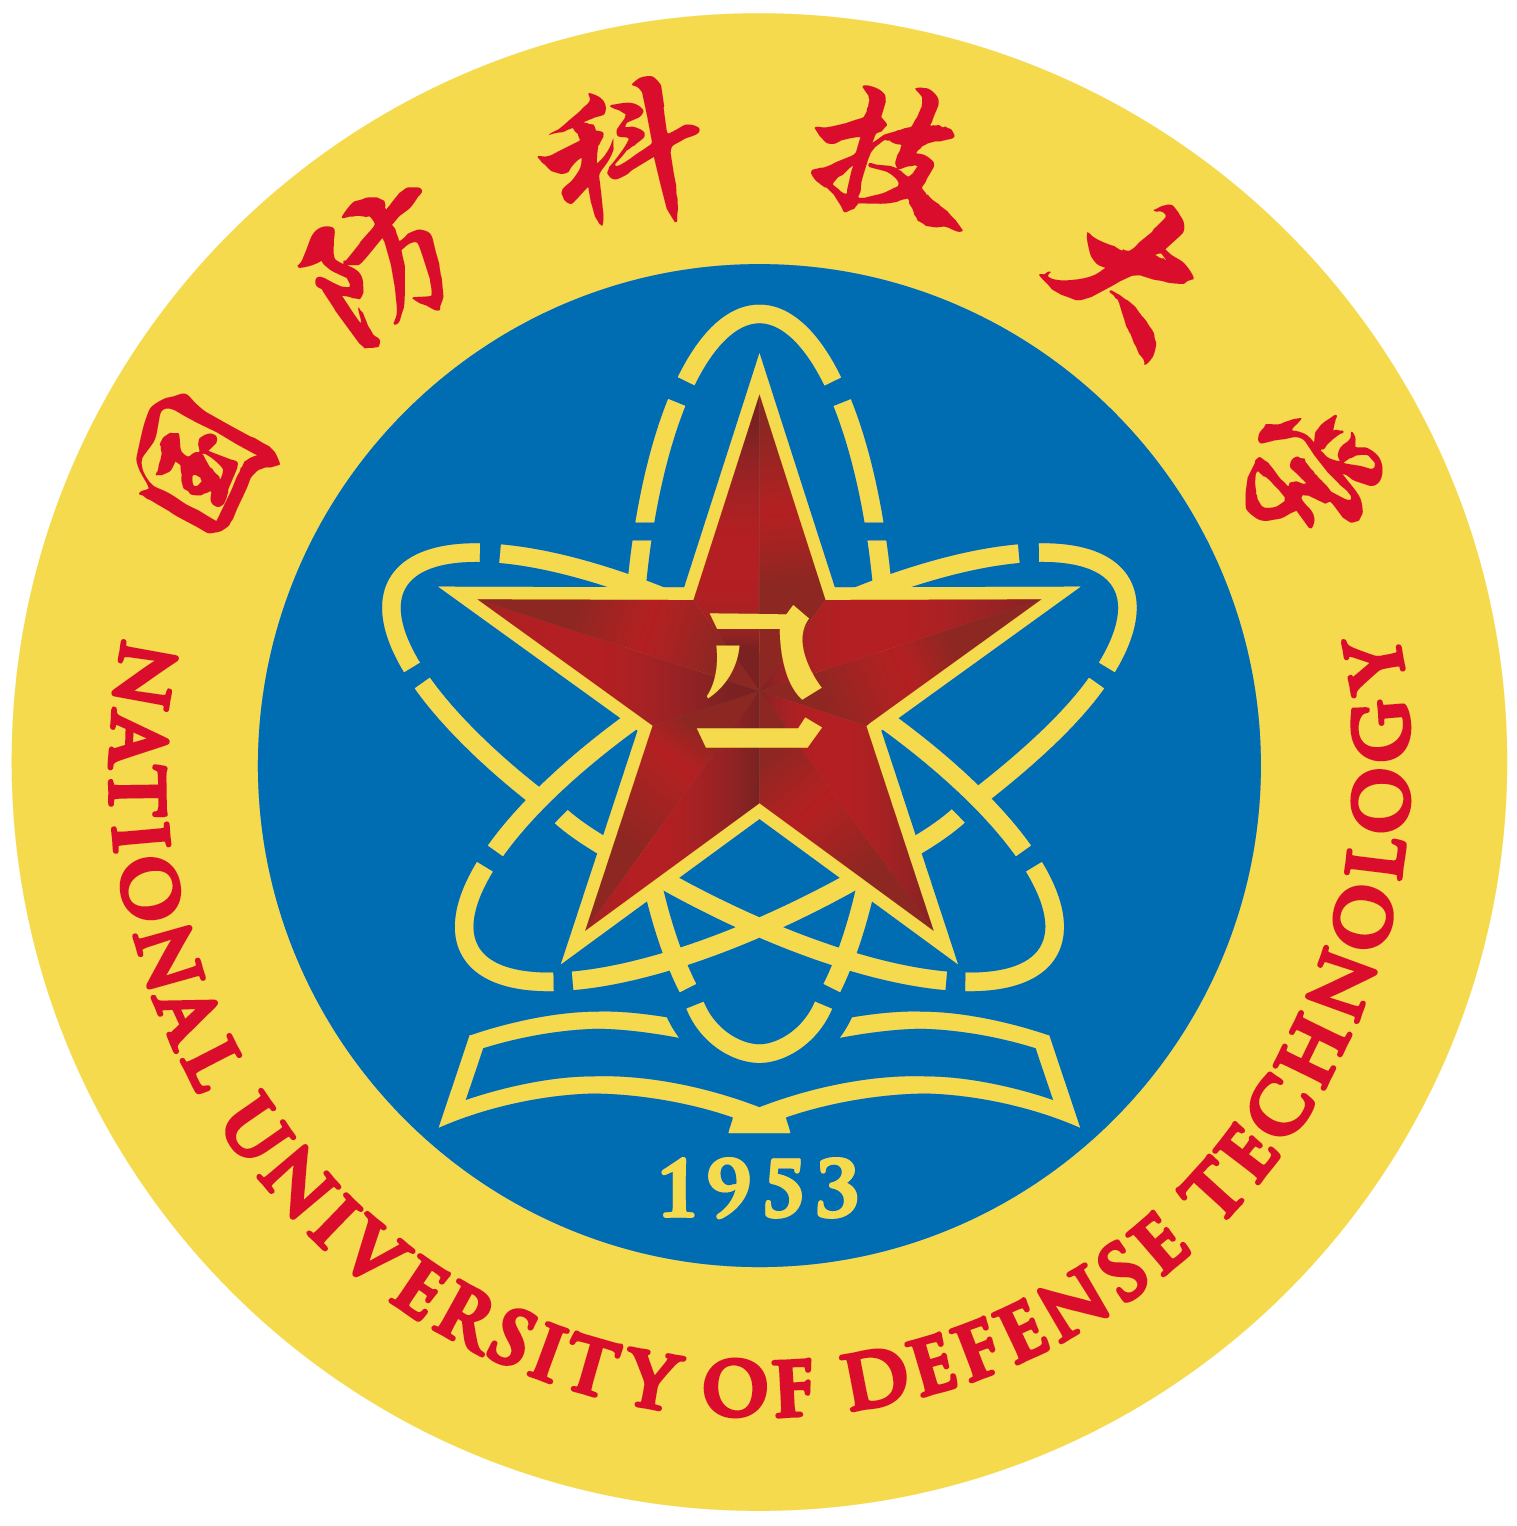 国防科技大学
八一
1953
NATIONAL UNIVERSITY OF DEFENSE TECHNOLOGY